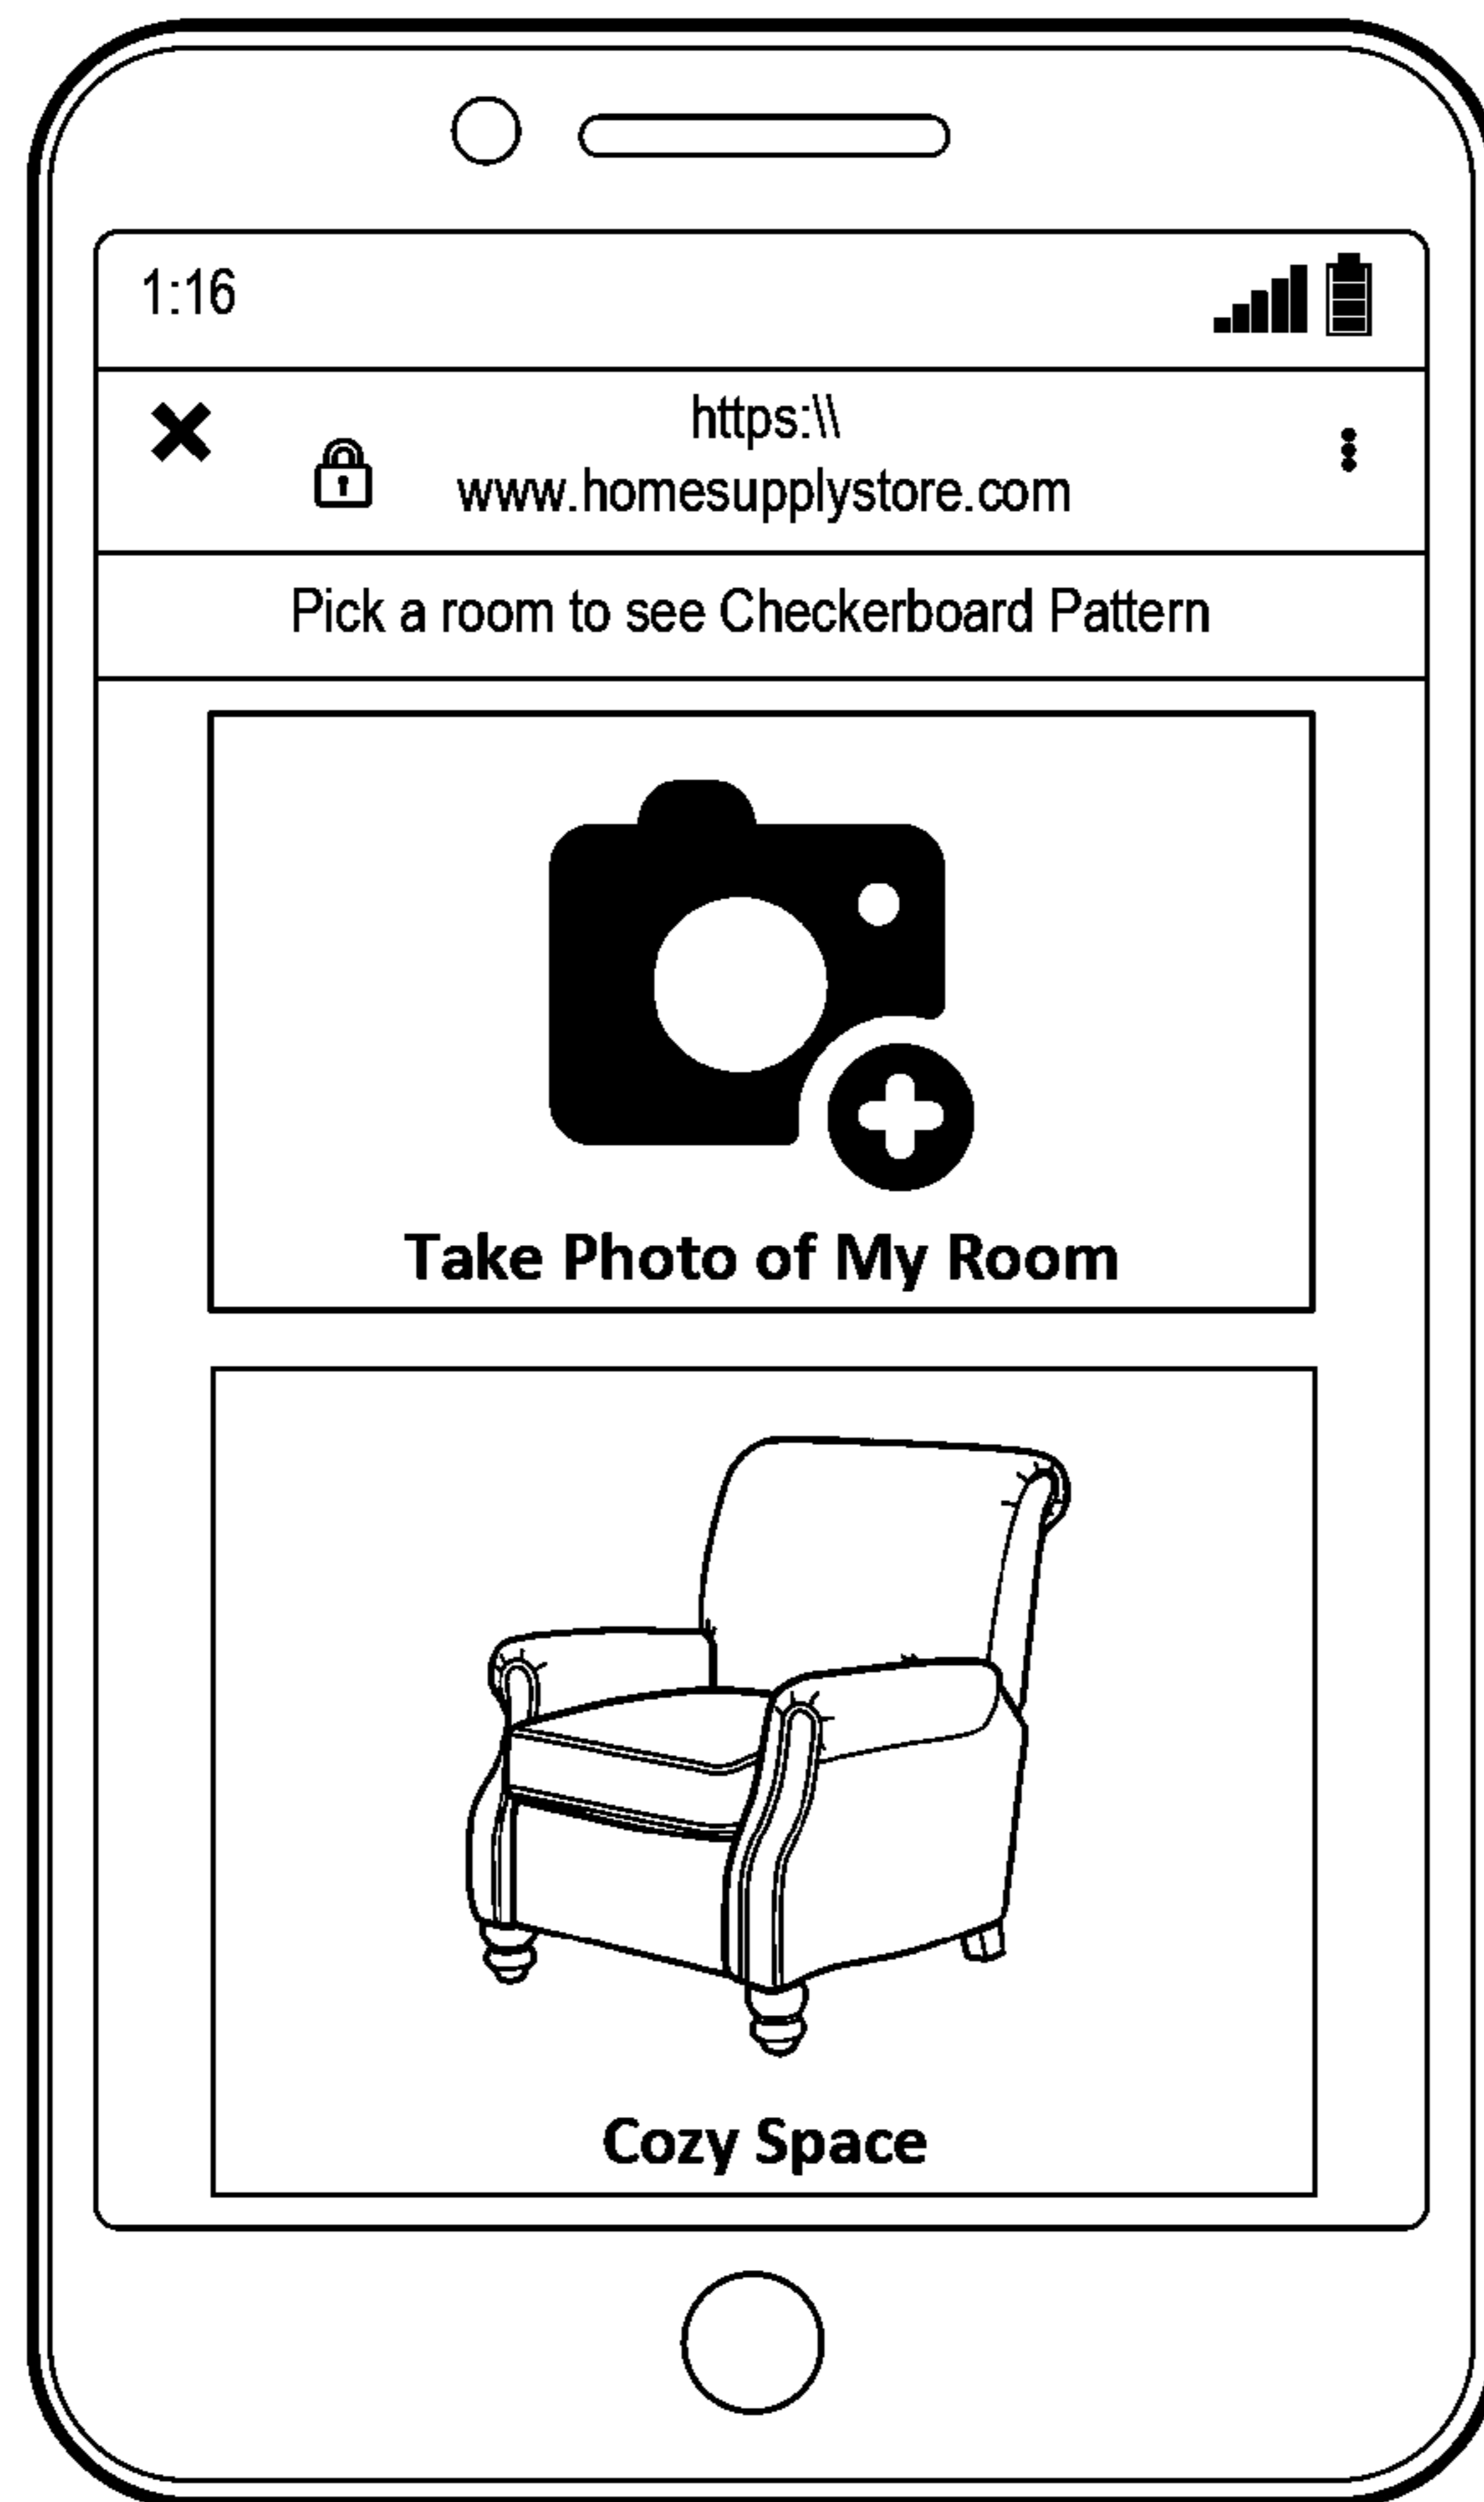 1:16
https:\\
www.homesupplystore.com
Pick a room to see Checkerboard Pattern
Take Photo of My Room
Cozy Space